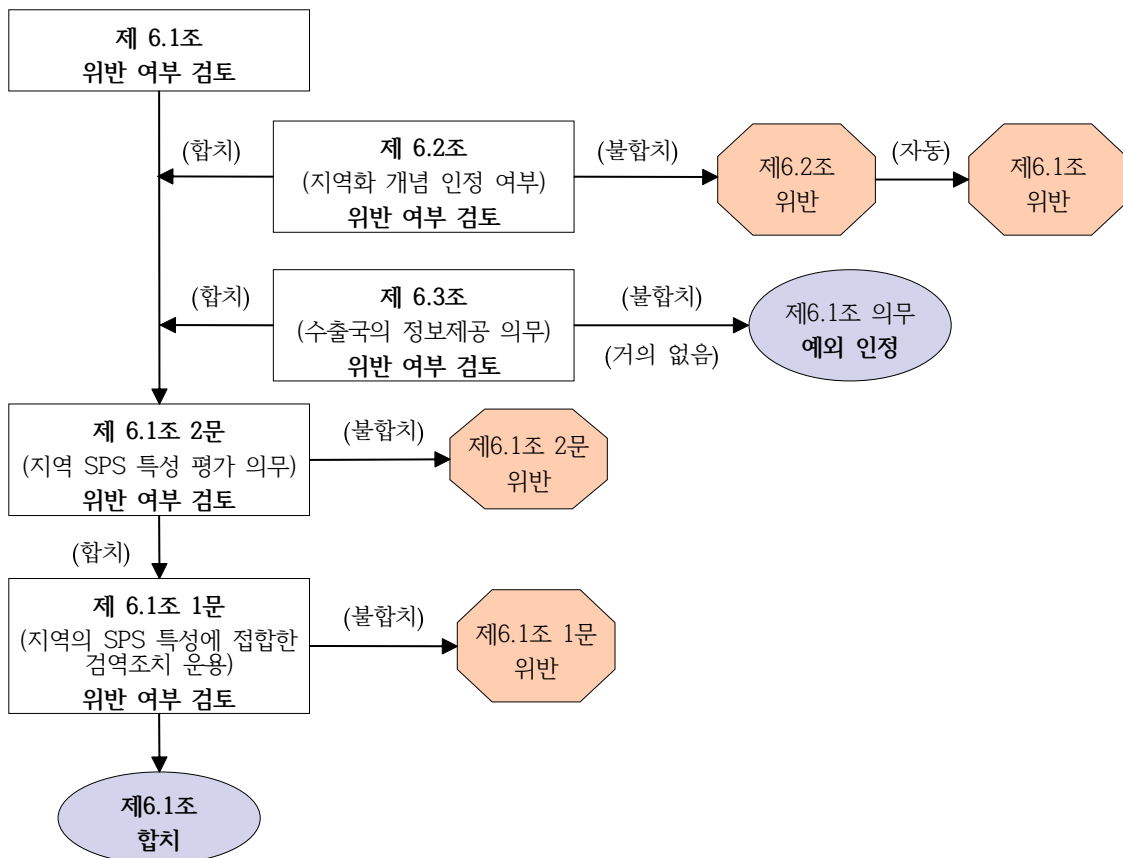 제 6.1조
위반 여부 검토
(합치)
제 6.2조
(지역화 개념 인정 여부)
위반 여부 검토
(불합치)
제6.2조
위반
(자동)
제6.1조
위반
(합치)
제 6.3조
(수출국의 정보제공 의무)
위반 여부 검토
(불합치)
(거의 없음)
제6.1조 의무
예외 인정
제 6.1조 2문
(지역 SPS 특성 평가 의무)
위반 여부 검토
(불합치)
제6.1조 2문
위반
(합치)
제 6.1조 1문
(지역의 SPS 특성에 접합한
검역조치 운용)
위반 여부 검토
(불합치)
제6.1조 1문
위반
제6.1조
합치